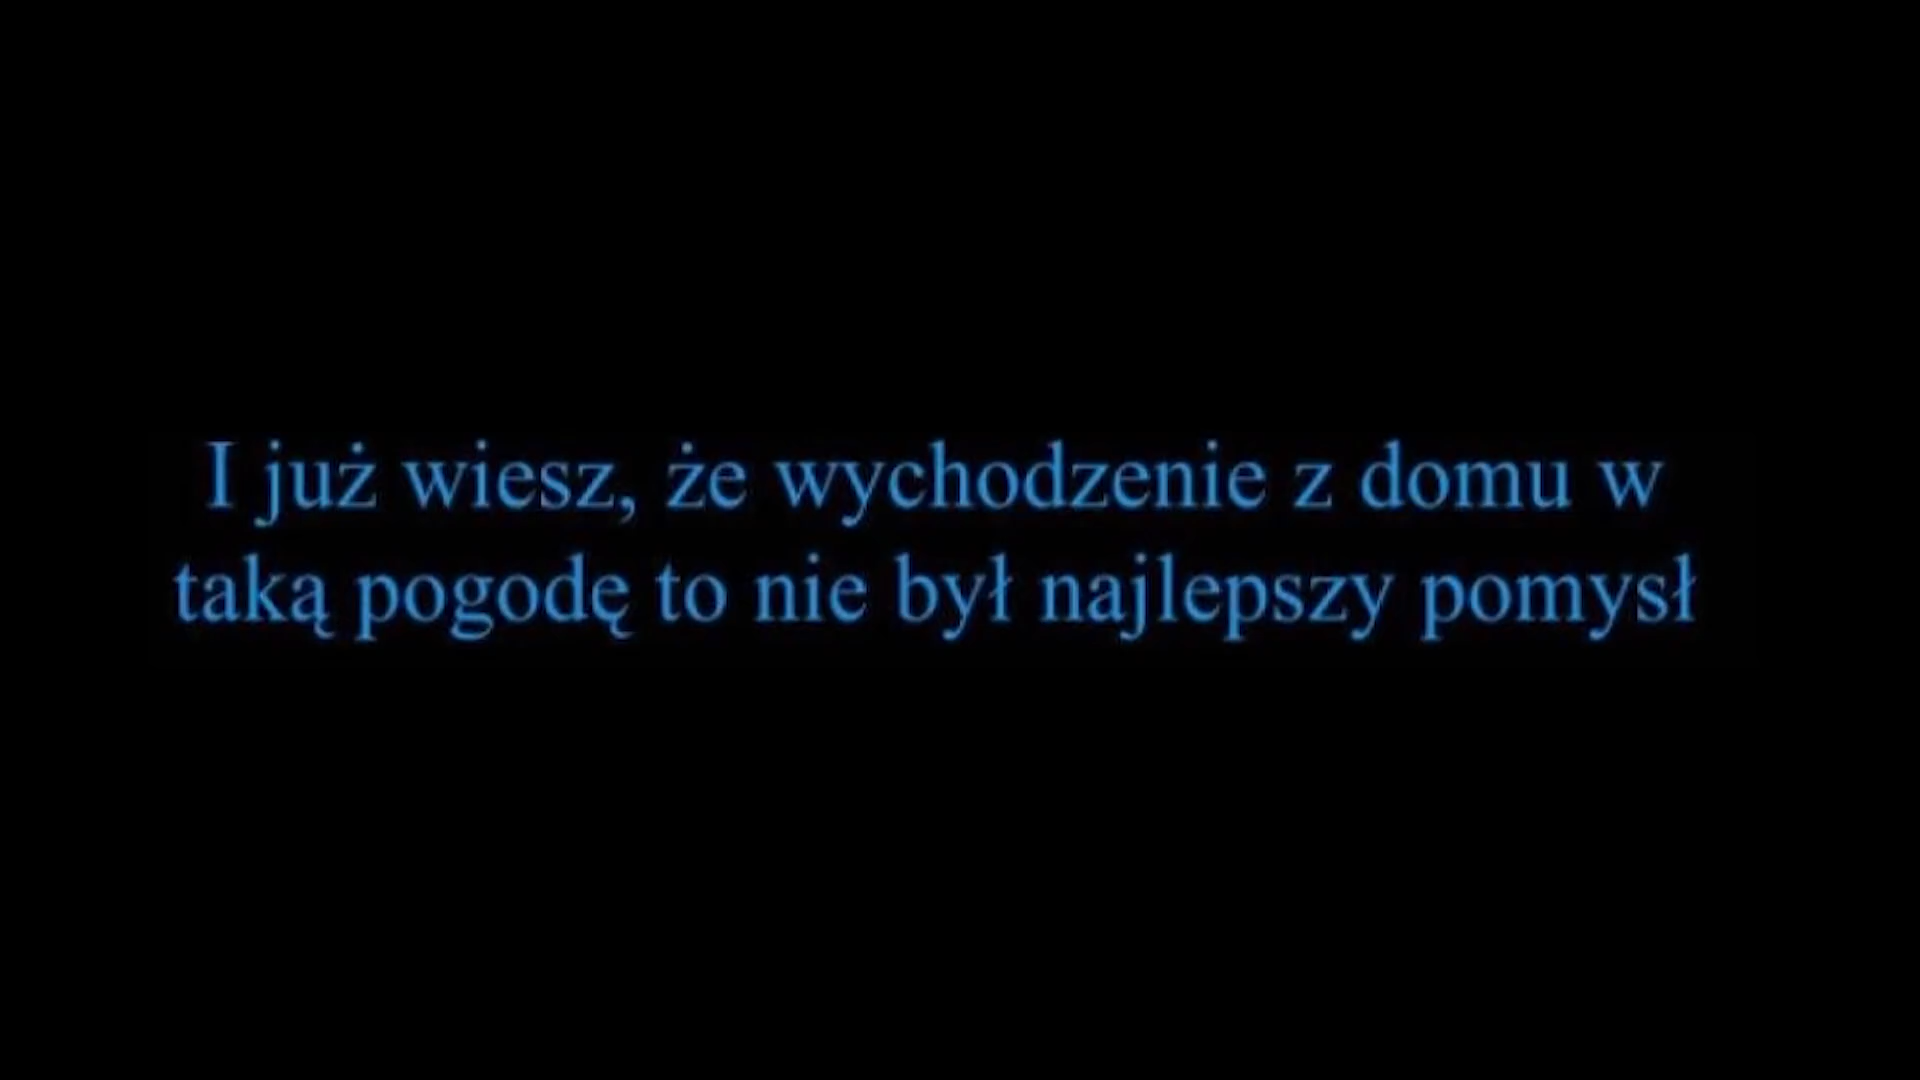 I już wiesz, że wychodzenie z domu w
taką pogodę to nie był najlepszy pomysł